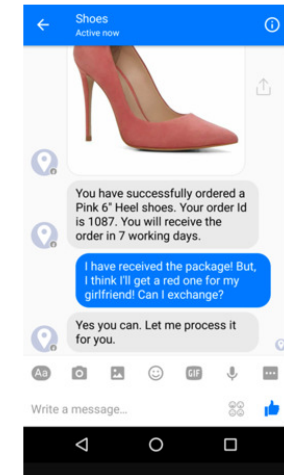 Shoes
Active now
You have successfully ordered a
Pink 6" Heel shoes. Your order Id
is 1087. You will receive the
order in 7 working days.
I have received the package! But,
I think I'll get a red one for my
girlfriend! Can I exchange?
Yes you can. Let me process it
for you.
Aa
GIF
Write a message...